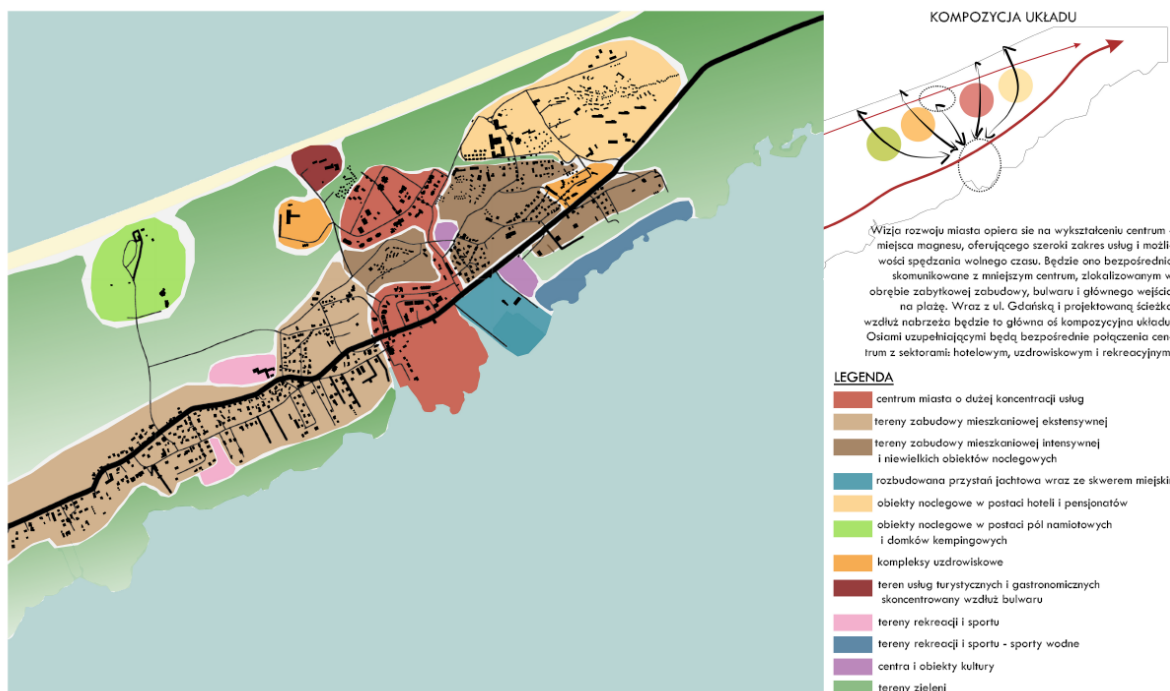 KOMPOZYCJA UKŁADU
Wizja rozwoju miasta opiera sie na wykształceniu centrum -
miejsca magnesu, oferującego szeroki zakres usług i możli
wości spędzania wolnego czasu. Będzie ono bezpośrednio
skomunikowane z mniejszym centrum, zlokalizowanym w
obrębie zabytkowej zabudowy, bulwaru i głównego wejścia
na plażę. Wraz z ul. Gdańską i projektowaną ścieżką
wzdłuż nabrzeża będzie to główna oś kompozycyjna układu.
Osiami uzupełniającymi będą bezpośrednie połączenia cen
trum z sektorami: hotelowym, uzdrowiskowym i rekreacyjnym.
LEGENDA
centrum miasta o dużej koncentracji usług
tereny zabudowy mieszkaniowej ekstensywnej
tereny zabudowy mieszkaniowej intensywnej
i niewielkich obiektów noclegowych
rozbudowana przystań jachtowa wraz ze skwerem miejski
obiekty noclegowe w postaci hoteli i pensjonatów
obiekty noclegowe w postaci pól namiotowych
i domków kempingowych
kompleksy uzdrowiskowe
teren usług turystycznych i gastronomicznych
skoncentrowany wzdłuż bulwaru
tereny rekreacji i sportu
tereny rekreacji i sportu - sporty wodne
centra i obiekty kultury
tereny zieleni